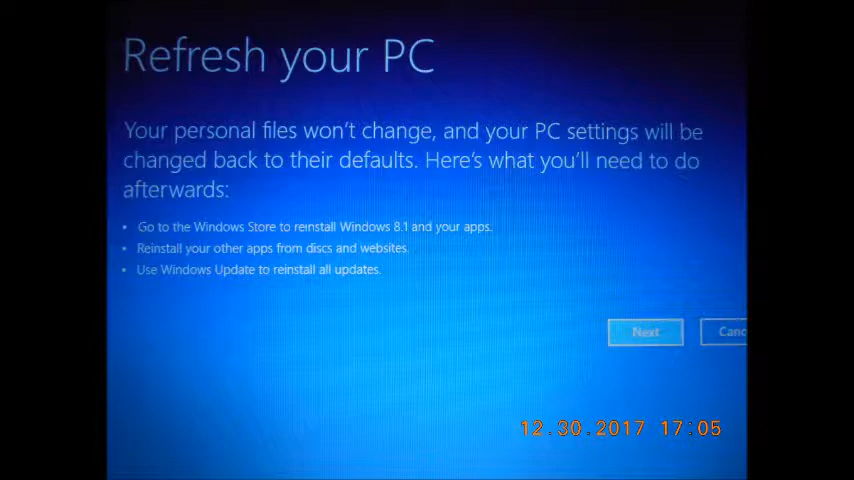 Refresh your PC
Your personal files won't change, and your PC settings will be
changed back to their defaults. Here's what you'll need to do
afterwards:
• Go to the Windows Store to reinstall Windows 8.1 and your apps.
• Reinstall your other apps from discs and websites.
• Use Windows Update to reinstall all updates.
Next Canc
12.30.2017 17:05